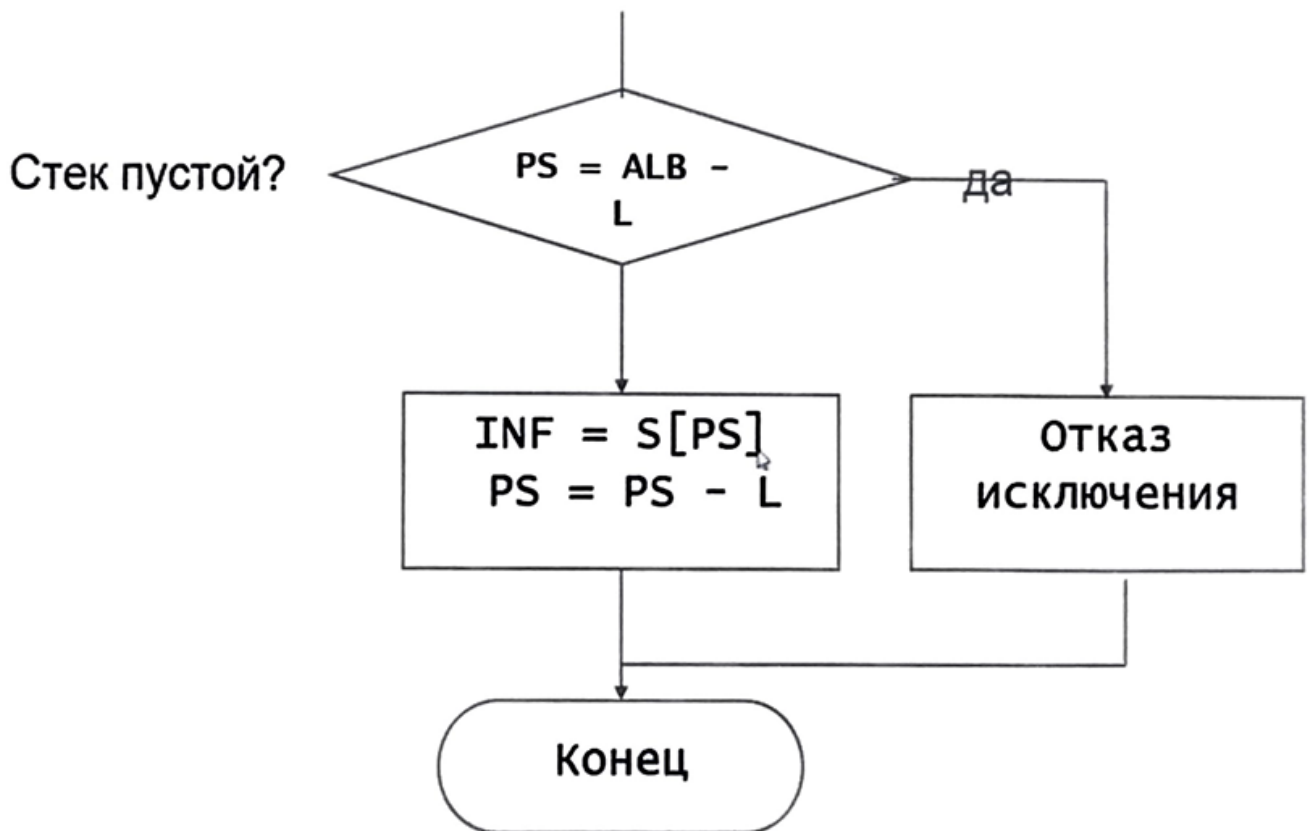 Стек пустой?
PS = ALB -
L
да
INF = S[PS]
PS = PS - L
Отказ
исключения
Конец